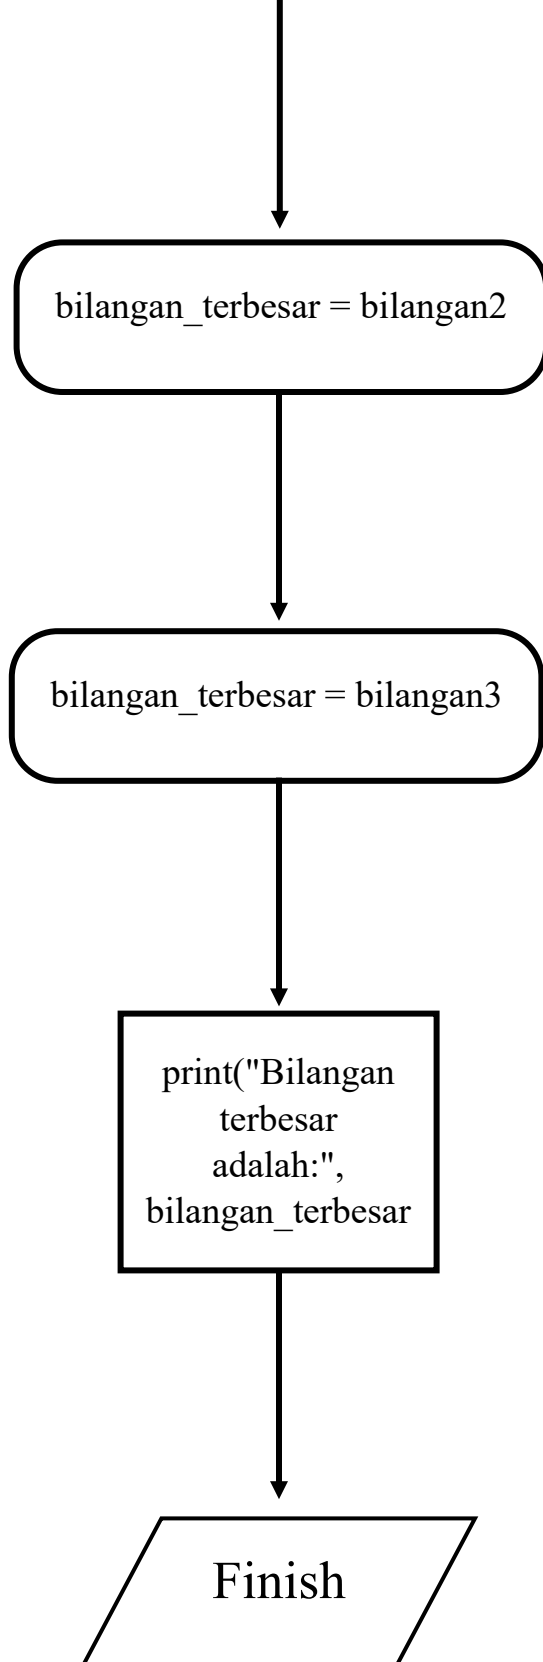 bilangan_terbesar = bilangan2
bilangan_terbesar = bilangan3
print("Bilangan
terbesar
adalah:",
bilangan_terbesar
Finish